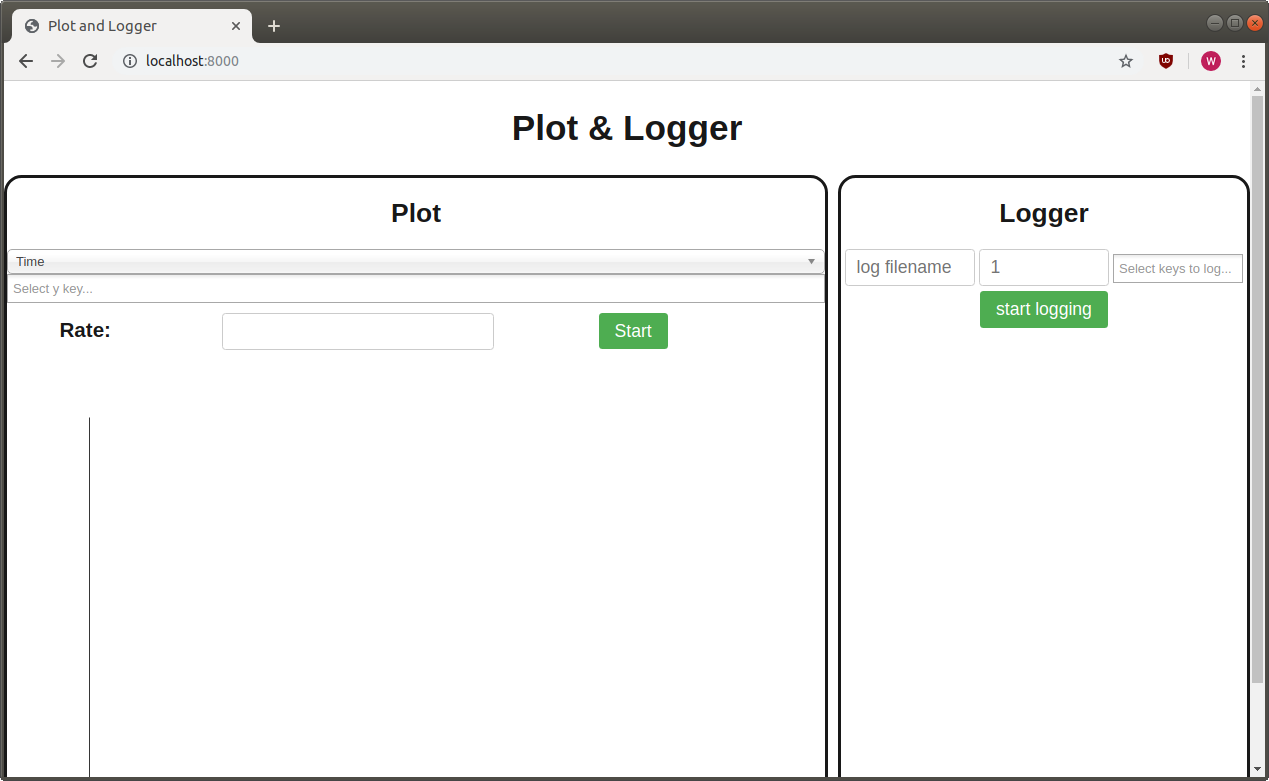 Plot and Logger
localhost:8000
W
Plot & Logger
Plot
Time
Select y key...
Rate:
Start
Logger
log filename
1
Select keys to log...
start logging